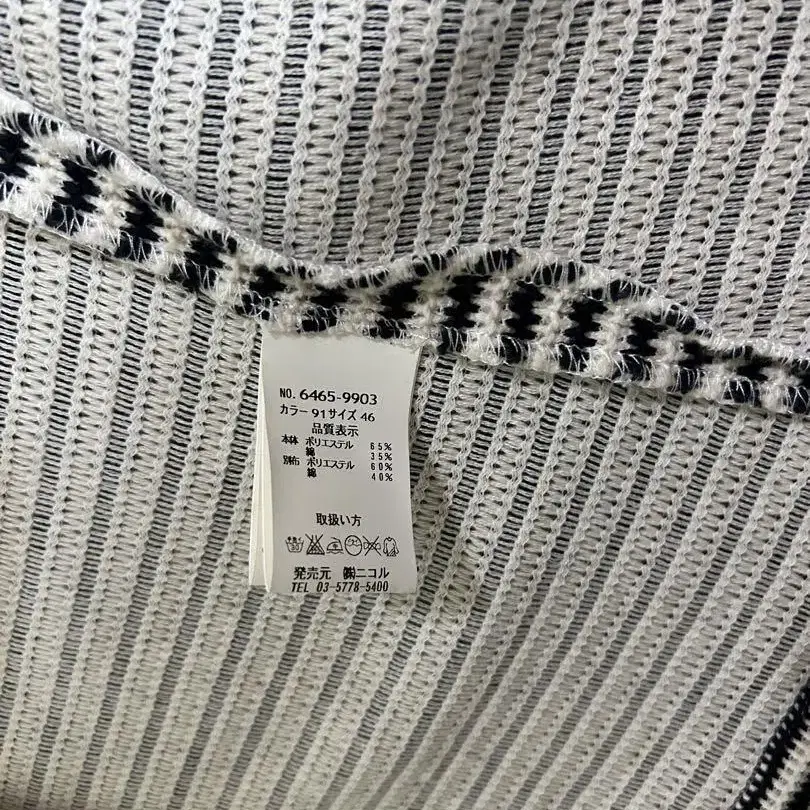 NO. 6465-9903
カラー 91サイズ 46
品質表示
本体 ポリエステル 65%
綿 35%
別布 ポリエステル 60%
綿 40%
取扱い方
発売元 ㈱ニコル
TEL 03-5778-5400